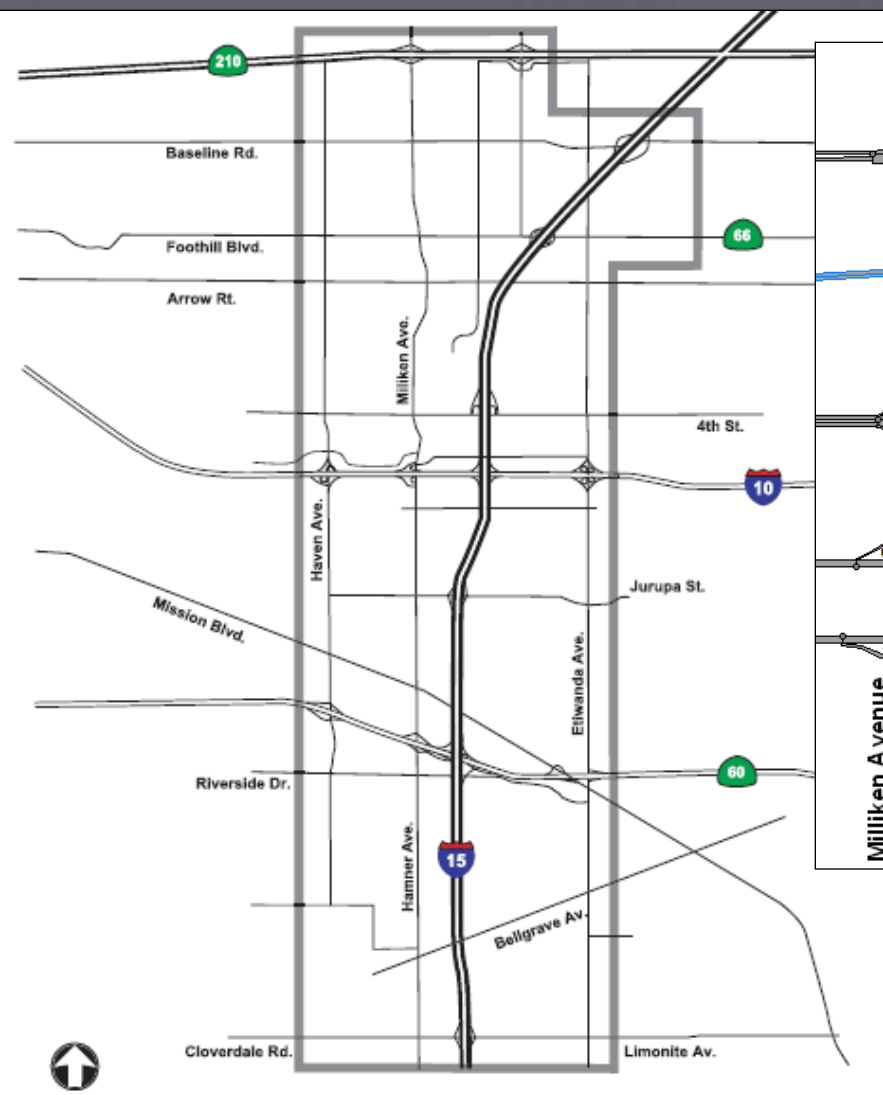 210
Baseline Rd.
Foothill Blvd.
66
Arrow Rt.
Milliken Ave.
4th St.
10
Haven Ave.
Jurupa St.
Mission Blvd.
Etiwanda Ave.
Milliken Avenue
Riverside Dr.
60
Hamner Ave.
15
Bellgrave Av.
Cloverdale Rd.
Limonite Av.